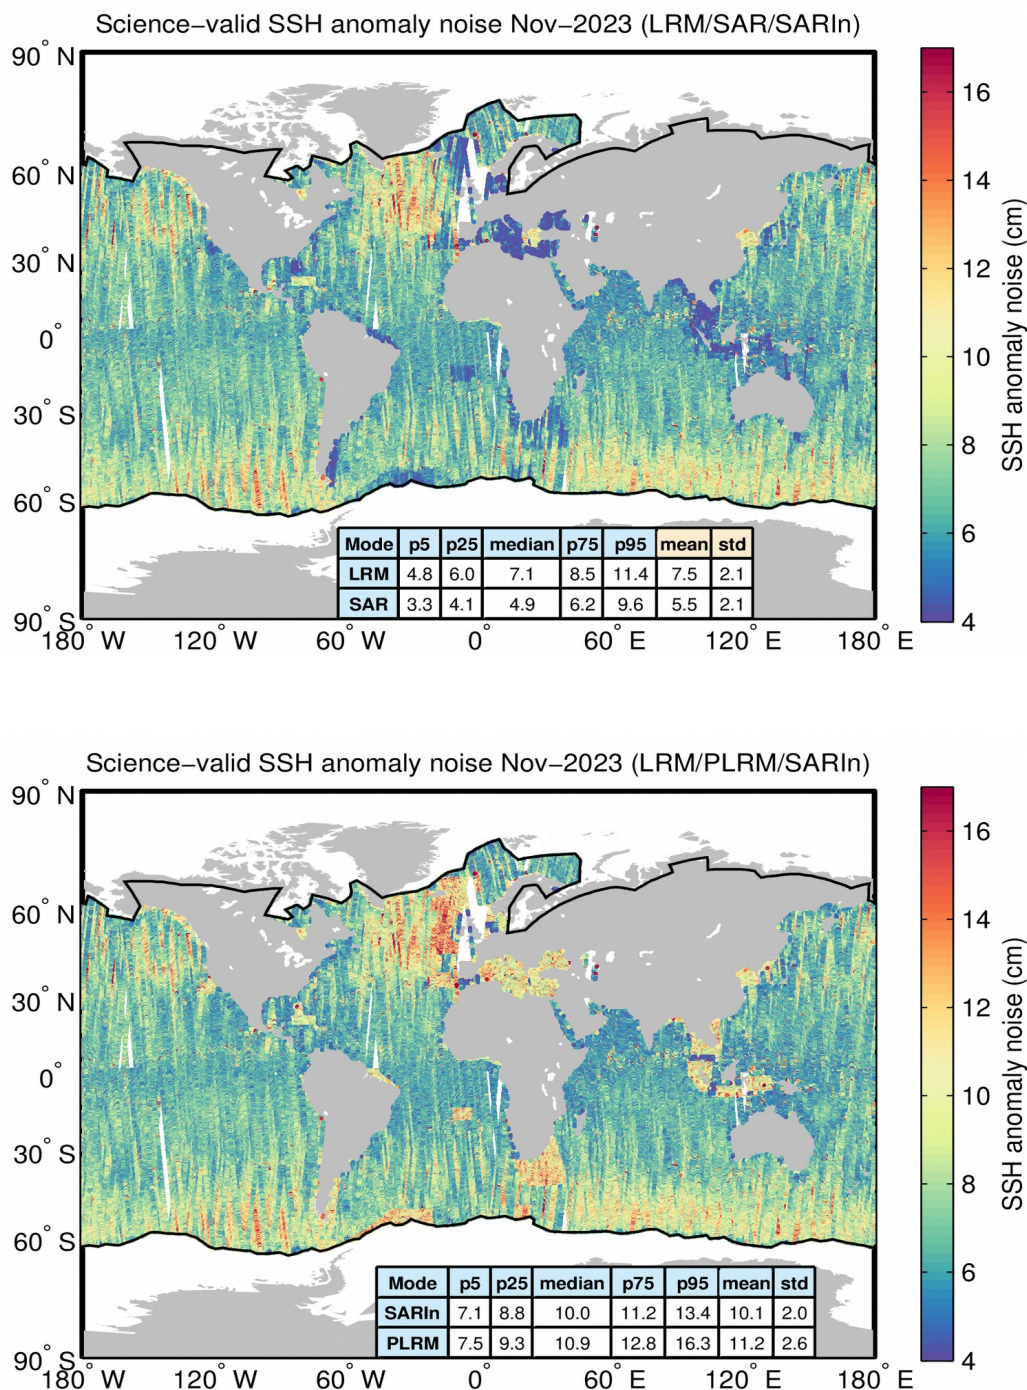 Science−valid SSH anomaly noise Nov−2023 (LRM/SAR/SARIn)
90° N
60° N
30° N
0°
30° S
60° S
90° S
180° W 120° W 60° W 0° 60° E 120° E 180° E
Mode p5 p25 median p75 p95 mean std
LRM 4.8 6.0 7.1 8.5 11.4 7.5 2.1
SAR 3.3 4.1 4.9 6.2 9.6 5.5 2.1
16
14
12
10
8
6
4
SSH anomaly noise (cm)
Science−valid SSH anomaly noise Nov−2023 (LRM/PLRM/SARIn)
90° N
60° N
30° N
0°
30° S
60° S
90° S
180° W 120° W 60° W 0° 60° E 120° E 180° E
Mode p5 p25 median p75 p95 mean std
SARIn 7.1 8.8 10.0 11.2 13.4 10.1 2.0
PLRM 7.5 9.3 10.9 12.8 16.3 11.2 2.6
16
14
12
10
8
6
4
SSH anomaly noise (cm)